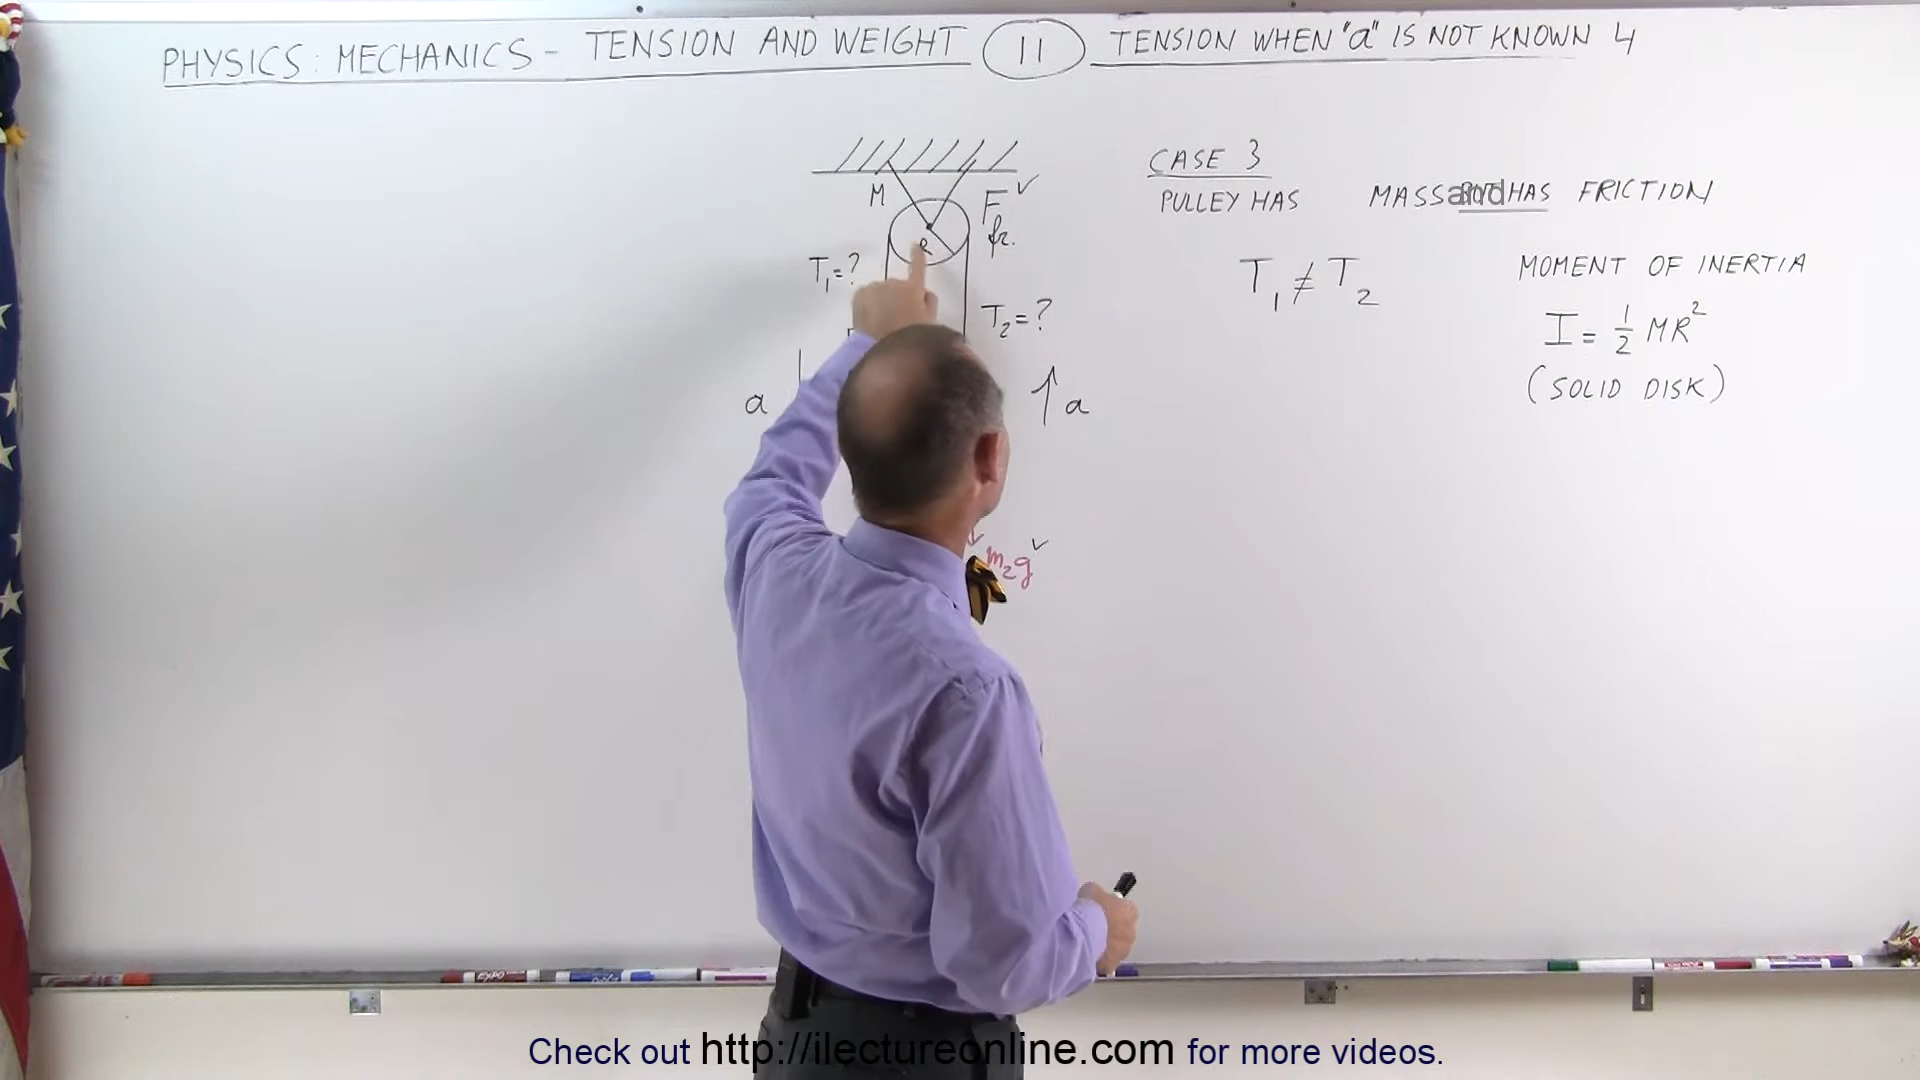 PHYSICS: MECHANICS - TENSION AND WEIGHT 11 TENSION WHEN "a" IS NOT KNOWN 4
CASE 3
PULLEY HAS MASS and HAS FRICTION
M
F fr.
R
T₁=?
T₂=?
a
a
m₂g
T₁ ≠ T₂
MOMENT OF INERTIA
I = 1/2 MR²
(SOLID DISK)
EXPO
Check out http://ilectureonline.com for more videos.